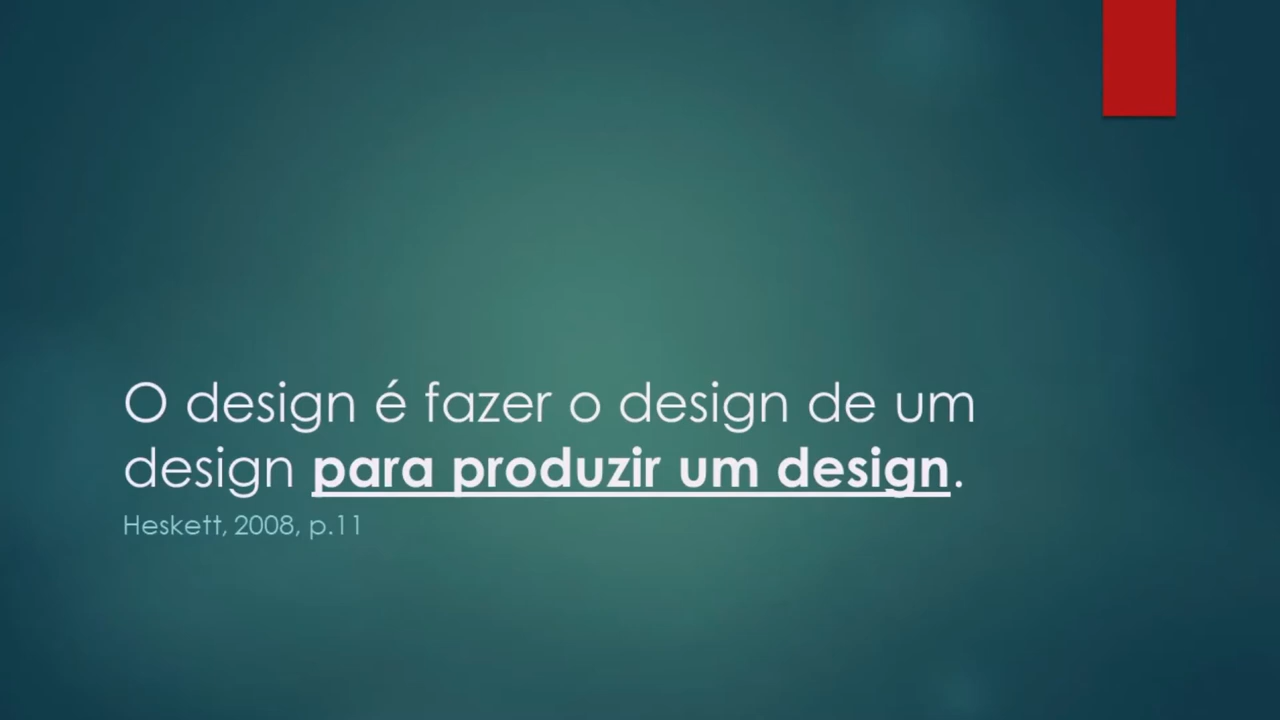 O design é fazer o design de um
design para produzir um design.
Heskett, 2008, p.11